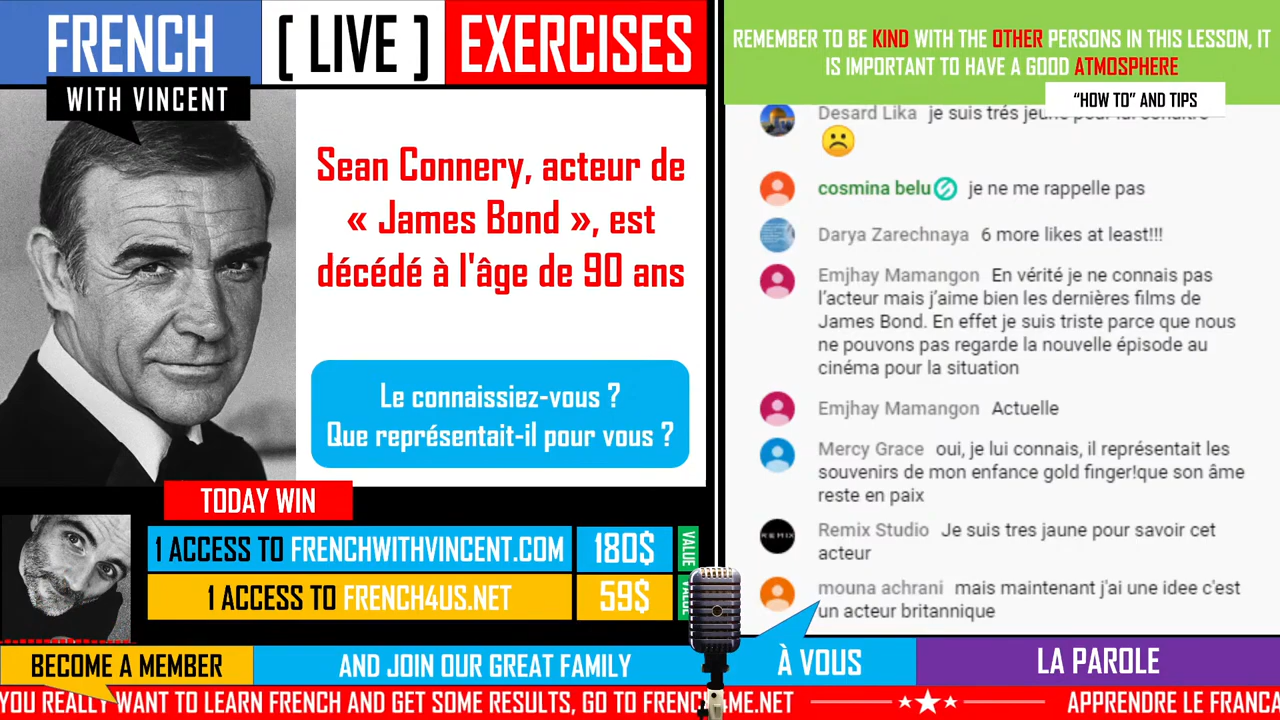 FRENCH
[ LIVE ]
EXERCISES
WITH VINCENT
Sean Connery, acteur de
« James Bond », est
décédé à l'âge de 90 ans
Le connaissiez-vous ?
Que représentait-il pour vous ?
TODAY WIN
1 ACCESS TO FRENCHWITHVINCENT.COM 180$ VALUE
1 ACCESS TO FRENCH4US.NET 59$
BECOME A MEMBER
AND JOIN OUR GREAT FAMILY
REMEMBER TO BE KIND WITH THE OTHER PERSONS IN THIS LESSON, IT
IS IMPORTANT TO HAVE A GOOD ATMOSPHERE
“HOW TO” AND TIPS
Desard Lika je suis trés
cosmina belu je ne me rappelle pas
Darya Zarechnaya 6 more likes at least!!!
Emjhay Mamangon En vérité je ne connais pas
l’acteur mais j’aime bien les dernières films de
James Bond. En effet je suis triste parce que nous
ne pouvons pas regarde la nouvelle épisode au
cinéma pour la situation
Emjhay Mamangon Actuelle
Mercy Grace oui, je lui connais, il représentait les
souvenirs de mon enfance gold finger!que son âme
reste en paix
REMIX
Remix Studio Je suis tres jaune pour savoir cet
acteur
mouna achrani mais maintenant j'ai une idee c'est
un acteur britannique
À VOUS
LA PAROLE
YOU REALLY WANT TO LEARN FRENCH AND GET SOME RESULTS, GO TO FRENCH4ME.NET
APPRENDRE LE FRANCA